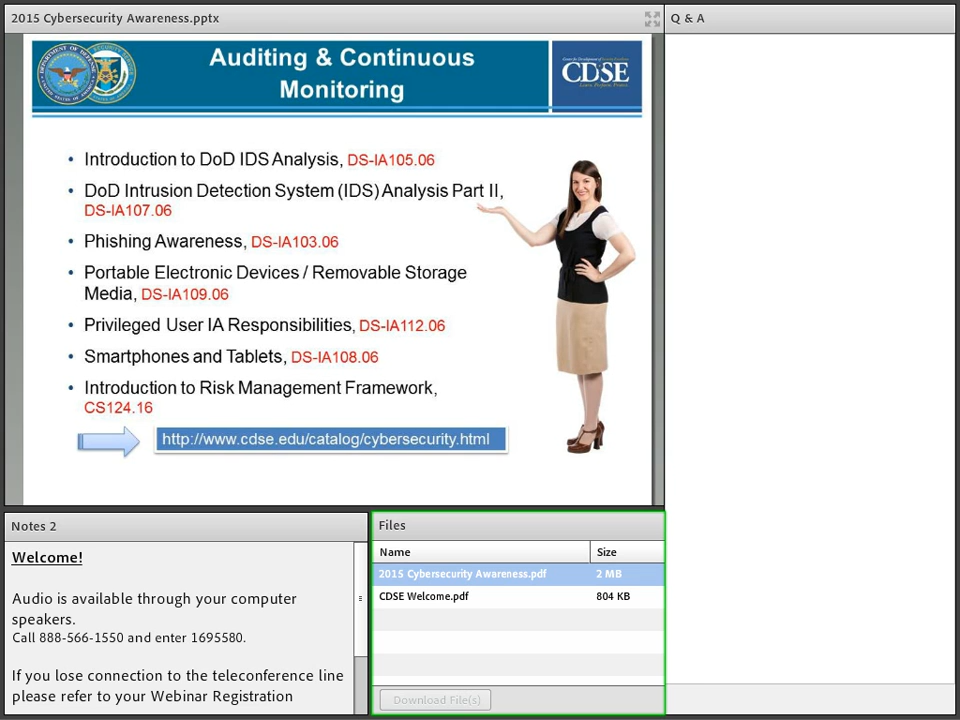 2015 Cybersecurity Awareness.pptx
Auditing & Continuous
Monitoring
CDSE
• Introduction to DoD IDS Analysis, DS-IA105.06
• DoD Intrusion Detection System (IDS) Analysis Part II,
DS-IA107.06
• Phishing Awareness, DS-IA103.06
• Portable Electronic Devices / Removable Storage
Media, DS-IA109.06
• Privileged User IA Responsibilities, DS-IA112.06
• Smartphones and Tablets, DS-IA108.06
• Introduction to Risk Management Framework,
CS124.16
http://www.cdse.edu/catalog/cybersecurity.html
Q & A
Notes 2
Welcome!
Audio is available through your computer
speakers.
Call 888-566-1550 and enter 1695580.
If you lose connection to the teleconference line
please refer to your Webinar Registration
Files
Name Size
2015 Cybersecurity Awareness.pdf 2 MB
CDSE Welcome.pdf 804 KB
Download File(s)